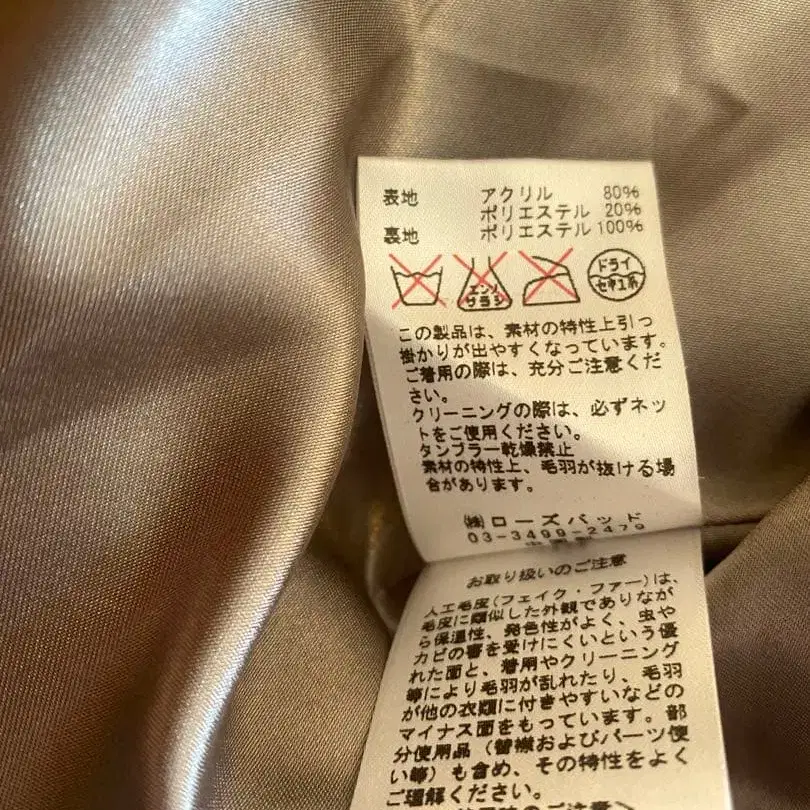 表地 アクリル 80%
ポリエステル 20%
裏地 ポリエステル 100%
エンソ
サラシ
ドライ
セキユ系
この製品は、素材の特性上引っ
掛かりが出やすくなっています。
ご着用の際は、充分ご注意くだ
さい。
クリーニングの際は、必ずネッ
トをご使用ください。
タンブラー乾燥禁止
素材の特性上、毛羽が抜ける場
合があります。
㈱ローズバッド
03-3499-2479
お取り扱いのご注意
人工毛皮(フェイク・ファー)は、
毛皮に類似した外観でありなが
ら保温性、発色性がよく、虫や
カビの害を受けにくいという優
れた面と、着用やクリーニング
等により毛羽が乱れたり、毛羽
が他の衣類に付きやすいなどの
マイナス面をもっています。部
分使用品(替襟およびパーツ使
い等)も含め、その特性をよく
ご理解ください。